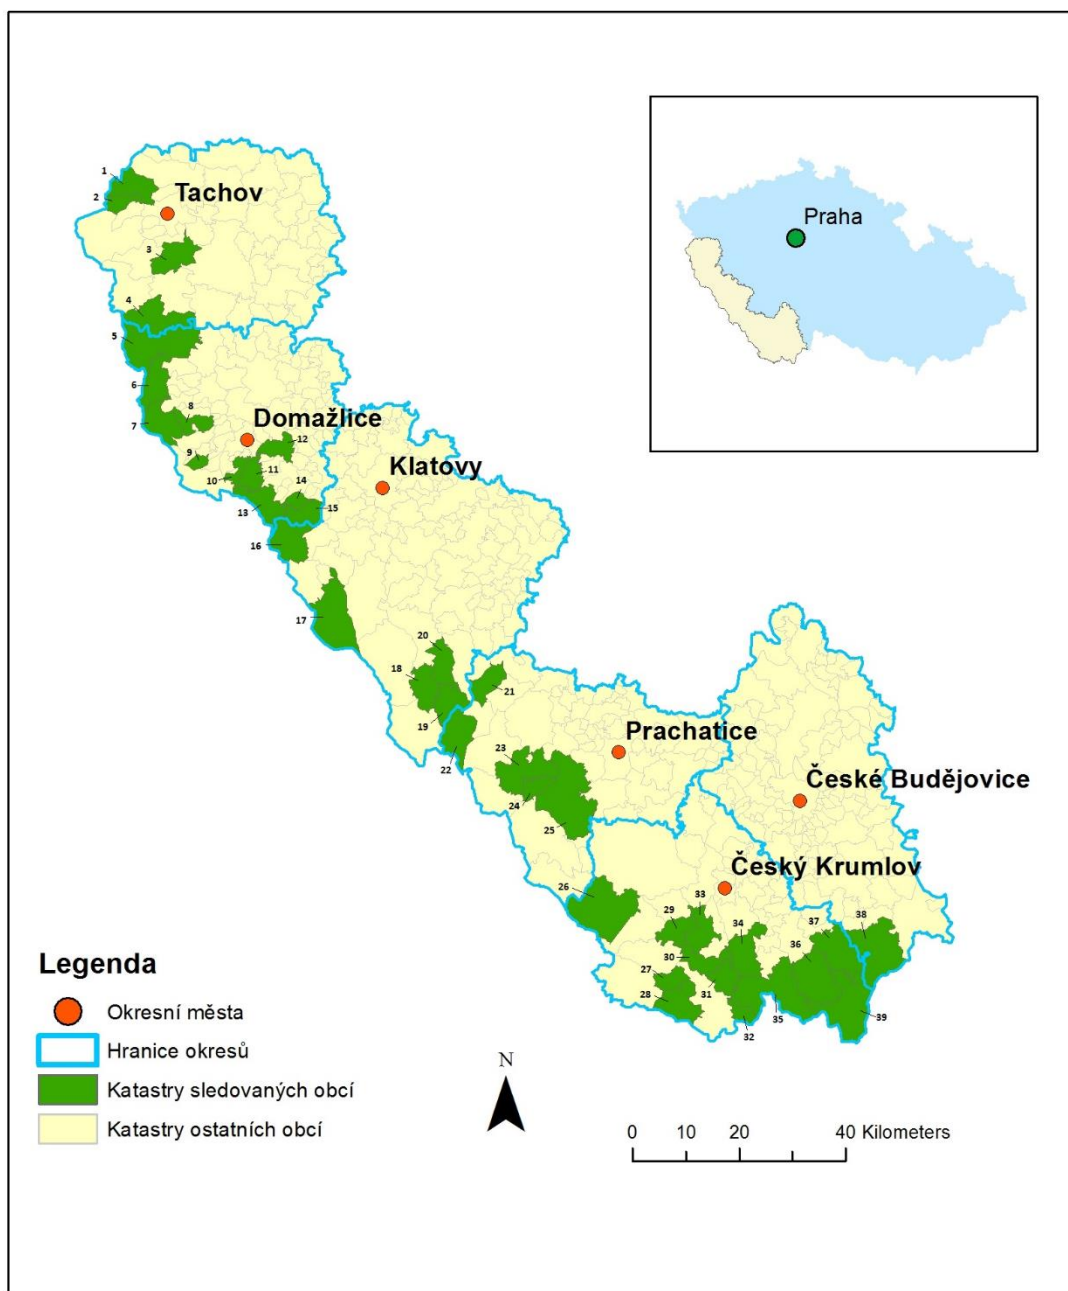 Praha
1
Tachov
2
3
4
5
6
8
7
Domažlice
12
9
11
10
14
13
15
Klatovy
16
17
20
18
21
19
22
Prachatice
23
24
25
České Budějovice
Český Krumlov
26
33
29
34
37
38
36
30
27
28
31
32
35
39
Legenda
Okresní města
Hranice okresů
Katastry sledovaných obcí
Katastry ostatních obcí
N
0 10 20 40 Kilometers